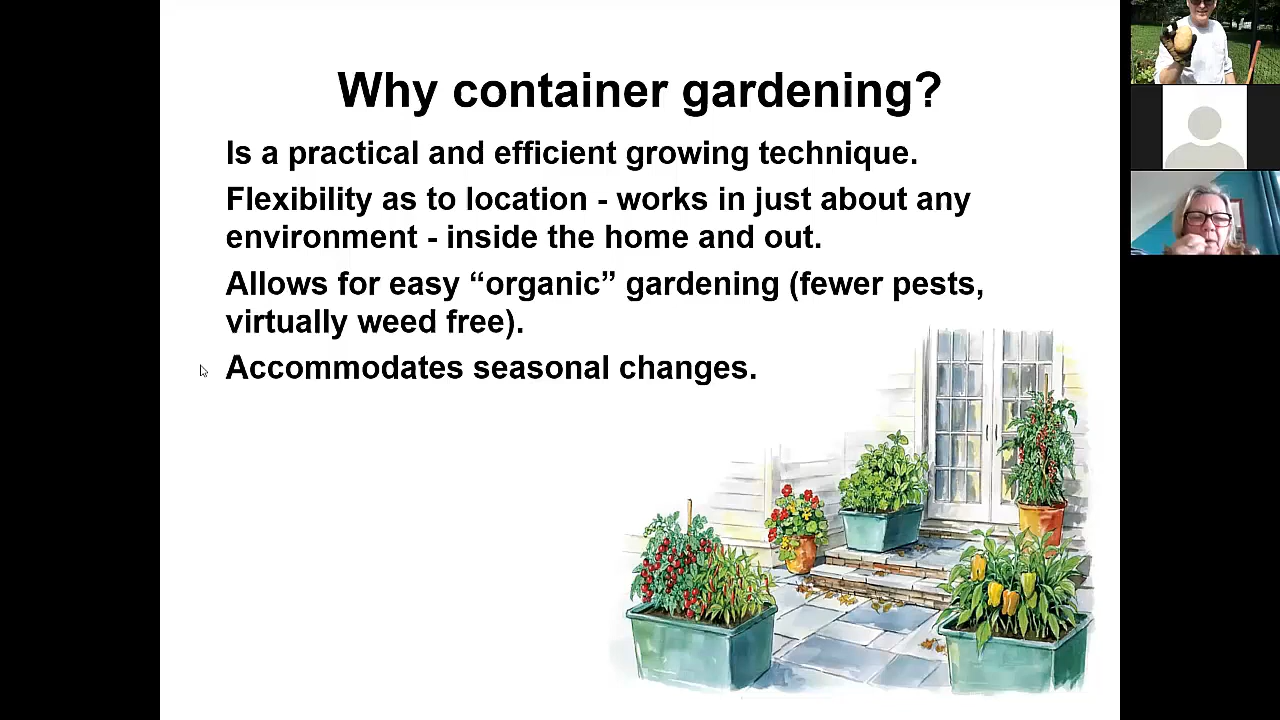 Why container gardening?
Is a practical and efficient growing technique.
Flexibility as to location - works in just about any
environment - inside the home and out.
Allows for easy “organic” gardening (fewer pests,
virtually weed free).
Accommodates seasonal changes.